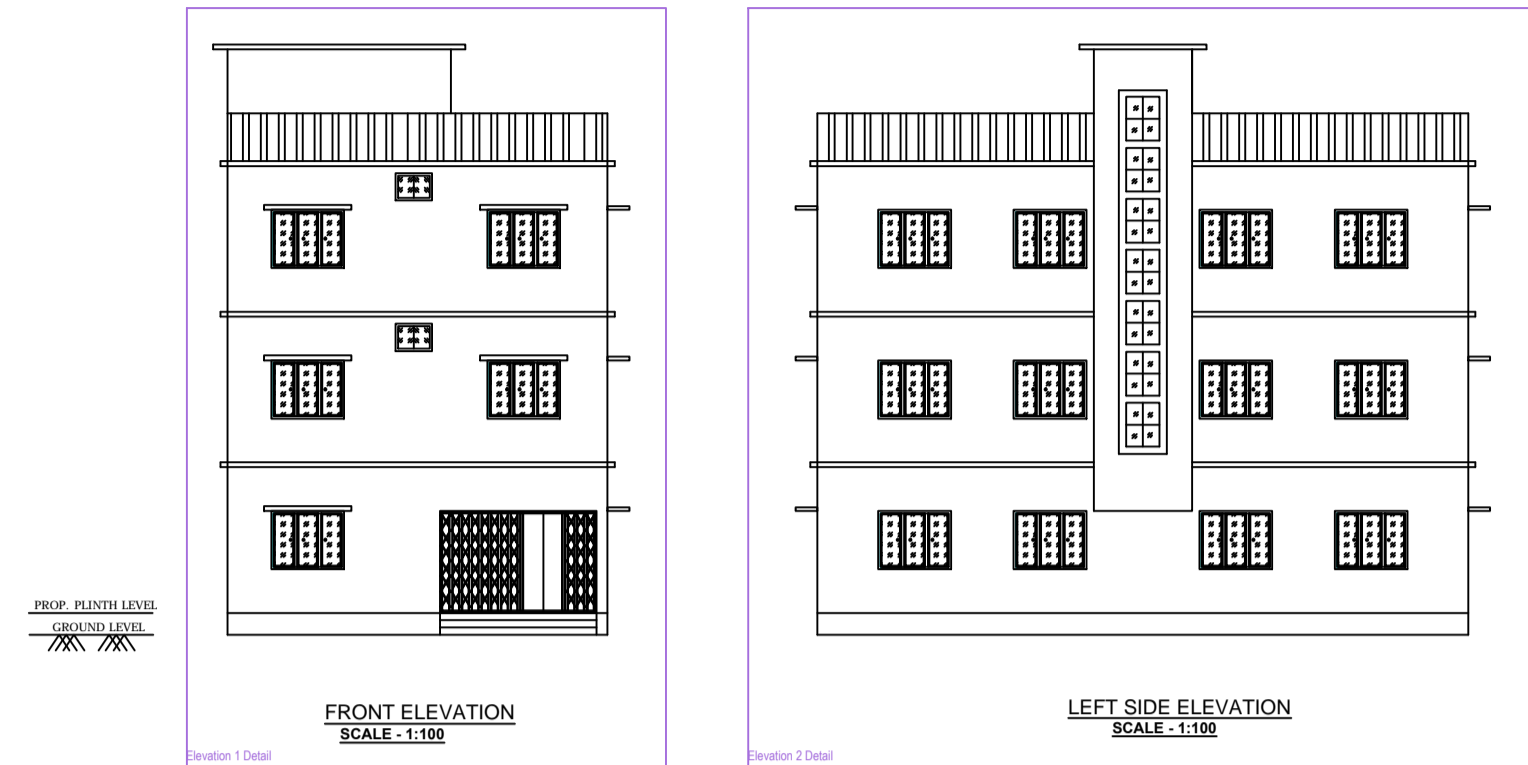 PROP. PLINTH LEVEL
GROUND LEVEL
FRONT ELEVATION
SCALE - 1:100
Elevation 1 Detail
LEFT SIDE ELEVATION
SCALE - 1:100
Elevation 2 Detail